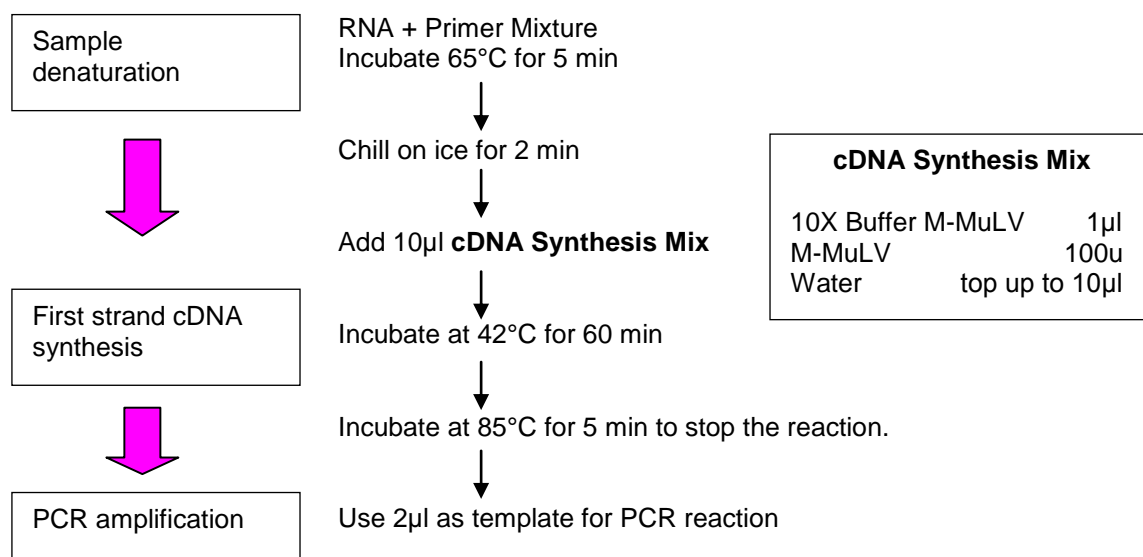 Sample
denaturation
RNA + Primer Mixture
Incubate 65°C for 5 min
Chill on ice for 2 min
Add 10µl cDNA Synthesis Mix
First strand cDNA
synthesis
Incubate at 42°C for 60 min
Incubate at 85°C for 5 min to stop the reaction.
PCR amplification
Use 2µl as template for PCR reaction
cDNA Synthesis Mix
10X Buffer M-MuLV 1µl
M-MuLV 100u
Water top up to 10µl